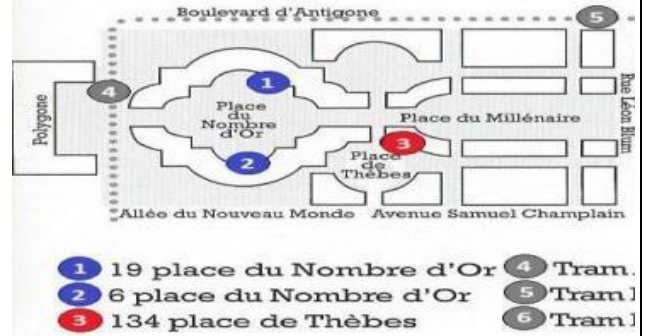 Boulevard d'Antigone
5
4
1
Polygone
Place
du
Nombre
d'Or
Place du Millénaire
Rue Léon Blum
3
2
Place
de
Thèbes
Allée du Nouveau Monde Avenue Samuel Champlain
1 19 place du Nombre d'Or 4 Tram
2 6 place du Nombre d'Or 5 Tram
3 134 place de Thèbes 6 Tram